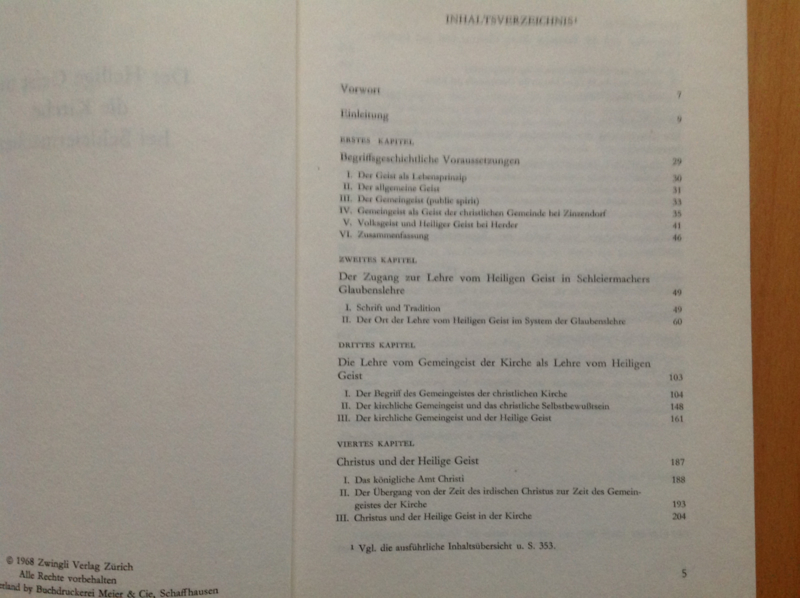 INHALTSVERZEICHNIS¹
Vorwort 7
Einleitung 9
ERSTES KAPITEL
Begriffsgeschichtliche Voraussetzungen 29
I. Der Geist als Lebensprinzip 30
II. Der allgemeine Geist 31
III. Der Gemeingeist (public spirit) 33
IV. Gemeingeist als Geist der christlichen Gemeinde bei Zinzendorf 35
V. Volksgeist und Heiliger Geist bei Herder 41
VI. Zusammenfassung 46
ZWEITES KAPITEL
Der Zugang zur Lehre vom Heiligen Geist in Schleiermachers
Glaubenslehre 49
I. Schrift und Tradition 49
II. Der Ort der Lehre vom Heiligen Geist im System der Glaubenslehre 60
DRITTES KAPITEL
Die Lehre vom Gemeingeist der Kirche als Lehre vom Heiligen
Geist 103
I. Der Begriff des Gemeingeistes der christlichen Kirche 104
II. Der kirchliche Gemeingeist und das christliche Selbstbewußtsein 148
III. Der kirchliche Gemeingeist und der Heilige Geist 161
VIERTES KAPITEL
Christus und der Heilige Geist 187
I. Das königliche Amt Christi 188
II. Der Übergang von der Zeit des irdischen Christus zur Zeit des Gemein-
geistes der Kirche 193
III. Christus und der Heilige Geist in der Kirche 204
¹ Vgl. die ausführliche Inhaltsübersicht u. S. 353.
5
© 1968 Zwingli Verlag Zürich
Alle Rechte vorbehalten
erland by Buchdruckerei Meier & Cie, Schaffhausen